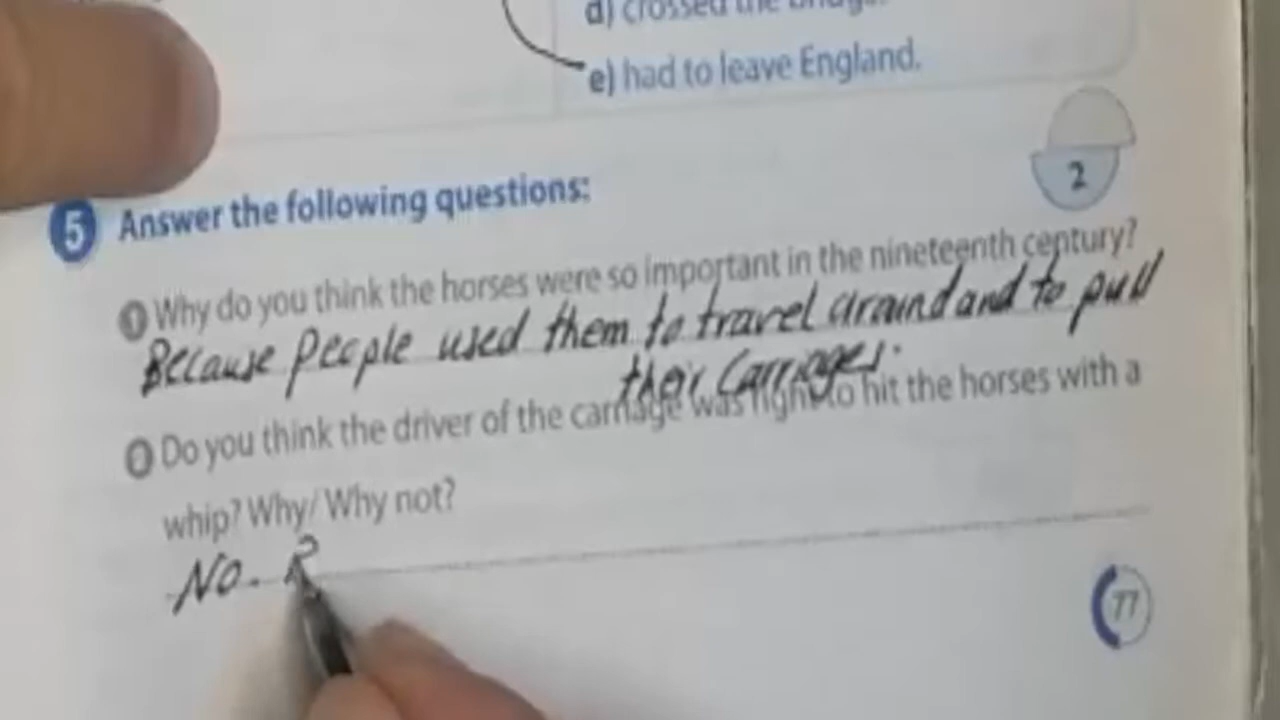 d) crossed the bridge.
e) had to leave England.
2
5 Answer the following questions:
1 Why do you think the horses were so important in the nineteenth century?
Because people used them to travel around and to pull
their Carriages.
2 Do you think the driver of the carriage was right to hit the horses with a
whip? Why/ Why not?
No.
77